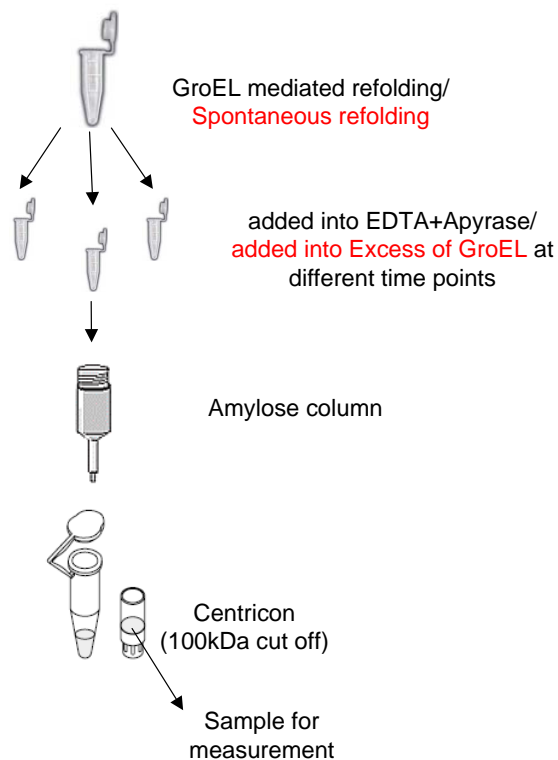 GroEL mediated refolding/
Spontaneous refolding
added into EDTA+Apyrase/
added into Excess of GroEL at
different time points
Amylose column
Centricon
(100kDa cut off)
Sample for
measurement